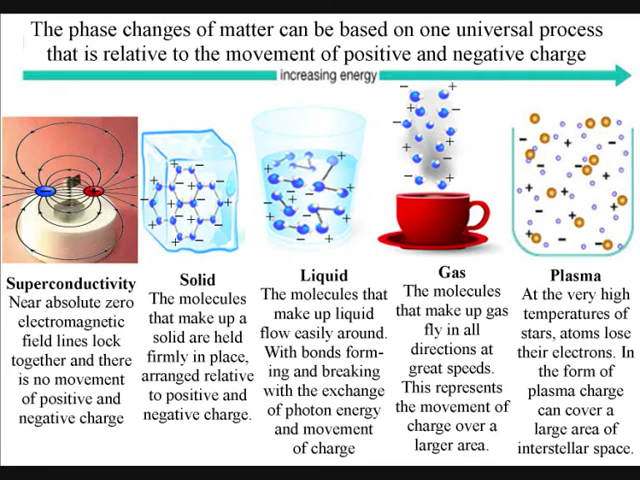 The phase changes of matter can be based on one universal process
that is relative to the movement of positive and negative charge
increasing energy
Superconductivity
Near absolute zero
electromagnetic
field lines lock
together and there
is no movement
of positive and
negative charge
Solid
The molecules
that make up a
solid are held
firmly in place,
arranged relative
to positive and
negative charge.
Liquid
The molecules that
make up liquid
flow easily around.
With bonds form-
ing and breaking
with the exchange
of photon energy
and movement
of charge
Gas
The molecules
that make up gas
fly in all
directions at
great speeds.
This represents
the movement of
charge over a
larger area.
Plasma
At the very high
temperatures of
stars, atoms lose
their electrons. In
the form of
plasma charge
can cover a
large area of
interstellar space.